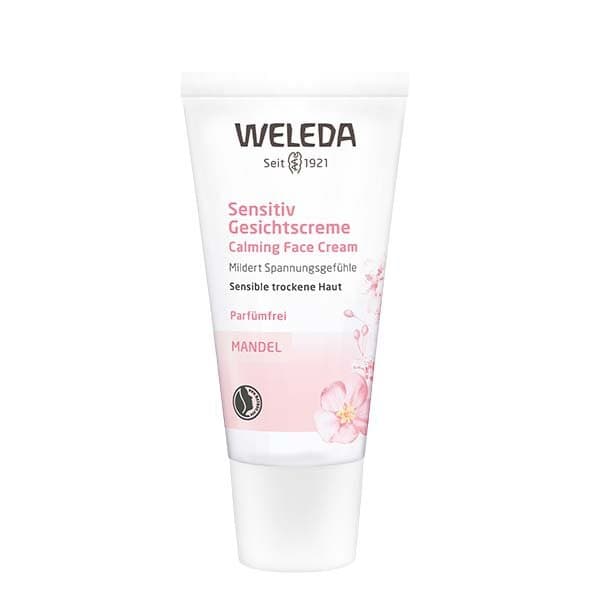 WELEDA
Seit 1921
Sensitiv
Gesichtscreme
Calming Face Cream
Mildert Spannungsgefühle
Sensible trockene Haut
Parfümfrei
MANDEL